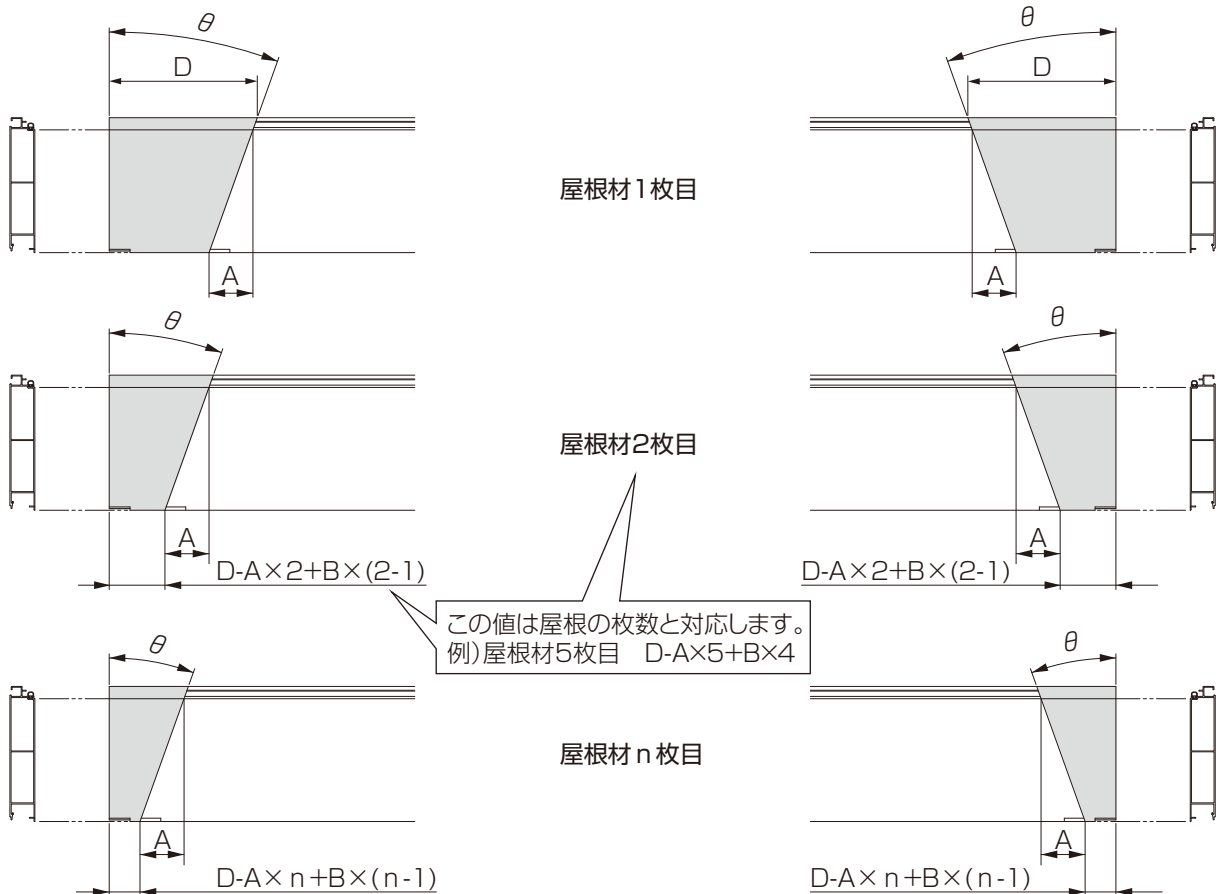 θ
θ
D
D
屋根材1枚目
A
A
θ
θ
屋根材2枚目
A
A
D-A×2+B×(2-1)
D-A×2+B×(2-1)
この値は屋根の枚数と対応します。
例)屋根材5枚目 D-A×5+B×4
θ
θ
屋根材n枚目
A
A
D-A×n+B×(n-1)
D-A×n+B×(n-1)